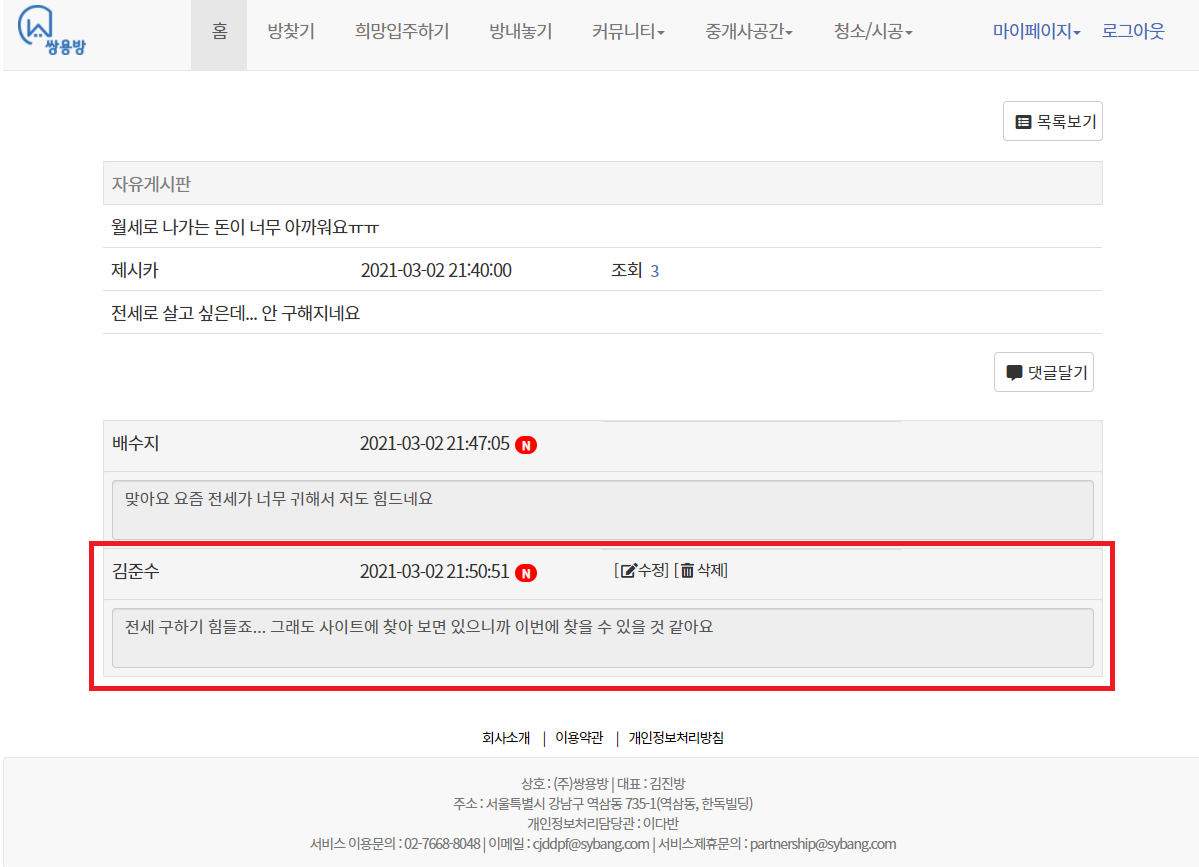 쌍용방
홈 방찾기 희망입주하기 방내놓기 커뮤니티 중개사공간 청소/시공 마이페이지 로그아웃
목록보기
자유게시판
월세로 나가는 돈이 너무 아까워요ㅠㅠ
제시카 2021-03-02 21:40:00 조회 3
전세로 살고 싶은데... 안 구해지네요
댓글달기
배수지 2021-03-02 21:47:05 N
맞아요 요즘 전세가 너무 귀해서 저도 힘드네요
김준수 2021-03-02 21:50:51 N [수정] [삭제]
전세 구하기 힘들죠... 그래도 사이트에 찾아 보면 있으니까 이번에 찾을 수 있을 것 같아요
회사소개 | 이용약관 | 개인정보처리방침
상호 : (주)쌍용방 | 대표 : 김진방
주소 : 서울특별시 강남구 역삼동 735-1(역삼동, 한독빌딩)
개인정보처리담당관 : 이다반
서비스 이용문의 : 02-7668-8048 | 이메일 : cjddpf@sybang.com | 서비스제휴문의 : partnership@sybang.com